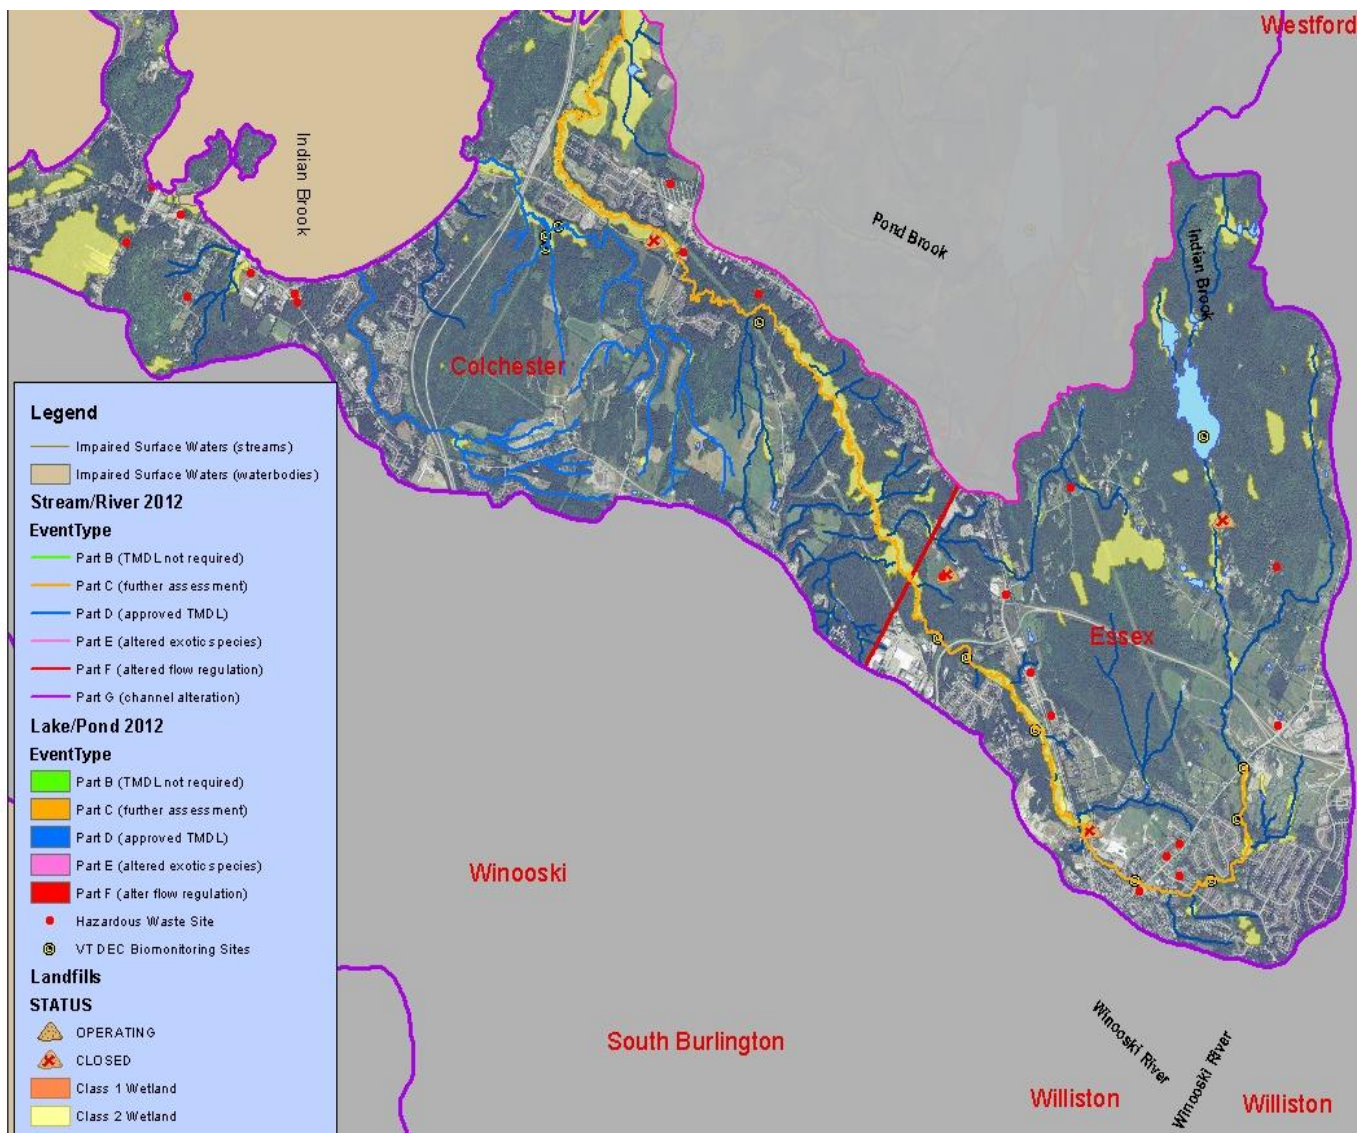 Westford
Indian Brook
Pond Brook
Indian Brook
Colchester
Essex
Winooski
South Burlington
Winooski River
Winooski River
Williston
Williston
Legend
Impaired Surface Waters (streams)
Impaired Surface Waters (waterbodies)
Stream/River 2012
EventType
Part B (TMDL not required)
Part C (further assessment)
Part D (approved TMDL)
Part E (altered exotic species)
Part F (altered flow regulation)
Part G (channel alteration)
Lake/Pond 2012
EventType
Part B (TMDL not required)
Part C (further assessment)
Part D (approved TMDL)
Part E (altered exotic species)
Part F (alter flow regulation)
Hazardous Waste Site
VT DEC Biomonitoring Sites
Landfills
STATUS
OPERATING
CLOSED
Class 1 Wetland
Class 2 Wetland